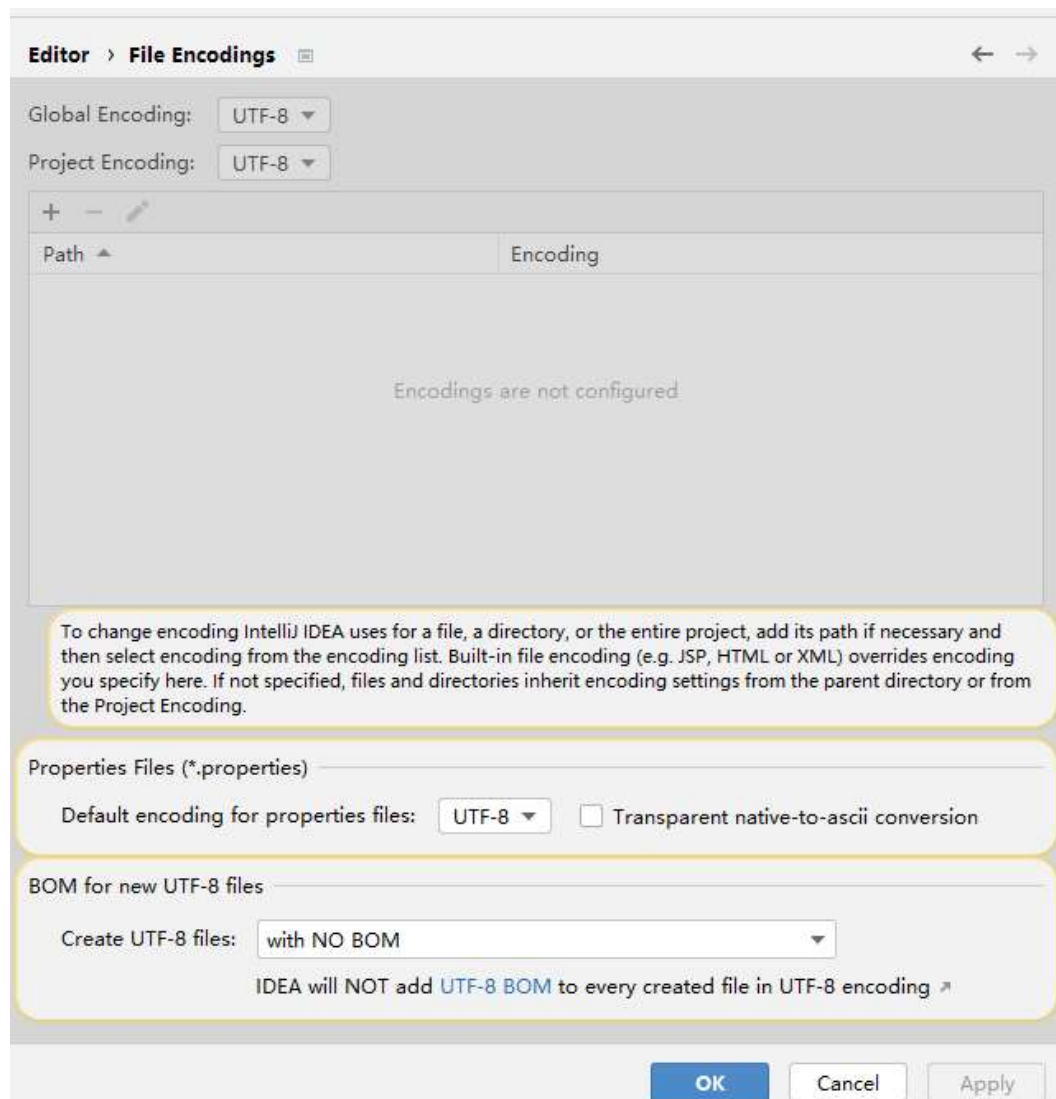 Editor › File Encodings
Global Encoding: UTF-8
Project Encoding: UTF-8
Path Encoding
Encodings are not configured
To change encoding IntelliJ IDEA uses for a file, a directory, or the entire project, add its path if necessary and
then select encoding from the encoding list. Built-in file encoding (e.g. JSP, HTML or XML) overrides encoding
you specify here. If not specified, files and directories inherit encoding settings from the parent directory or from
the Project Encoding.
Properties Files (*.properties)
Default encoding for properties files: UTF-8 Transparent native-to-ascii conversion
BOM for new UTF-8 files
Create UTF-8 files: with NO BOM
IDEA will NOT add UTF-8 BOM to every created file in UTF-8 encoding
OK Cancel Apply